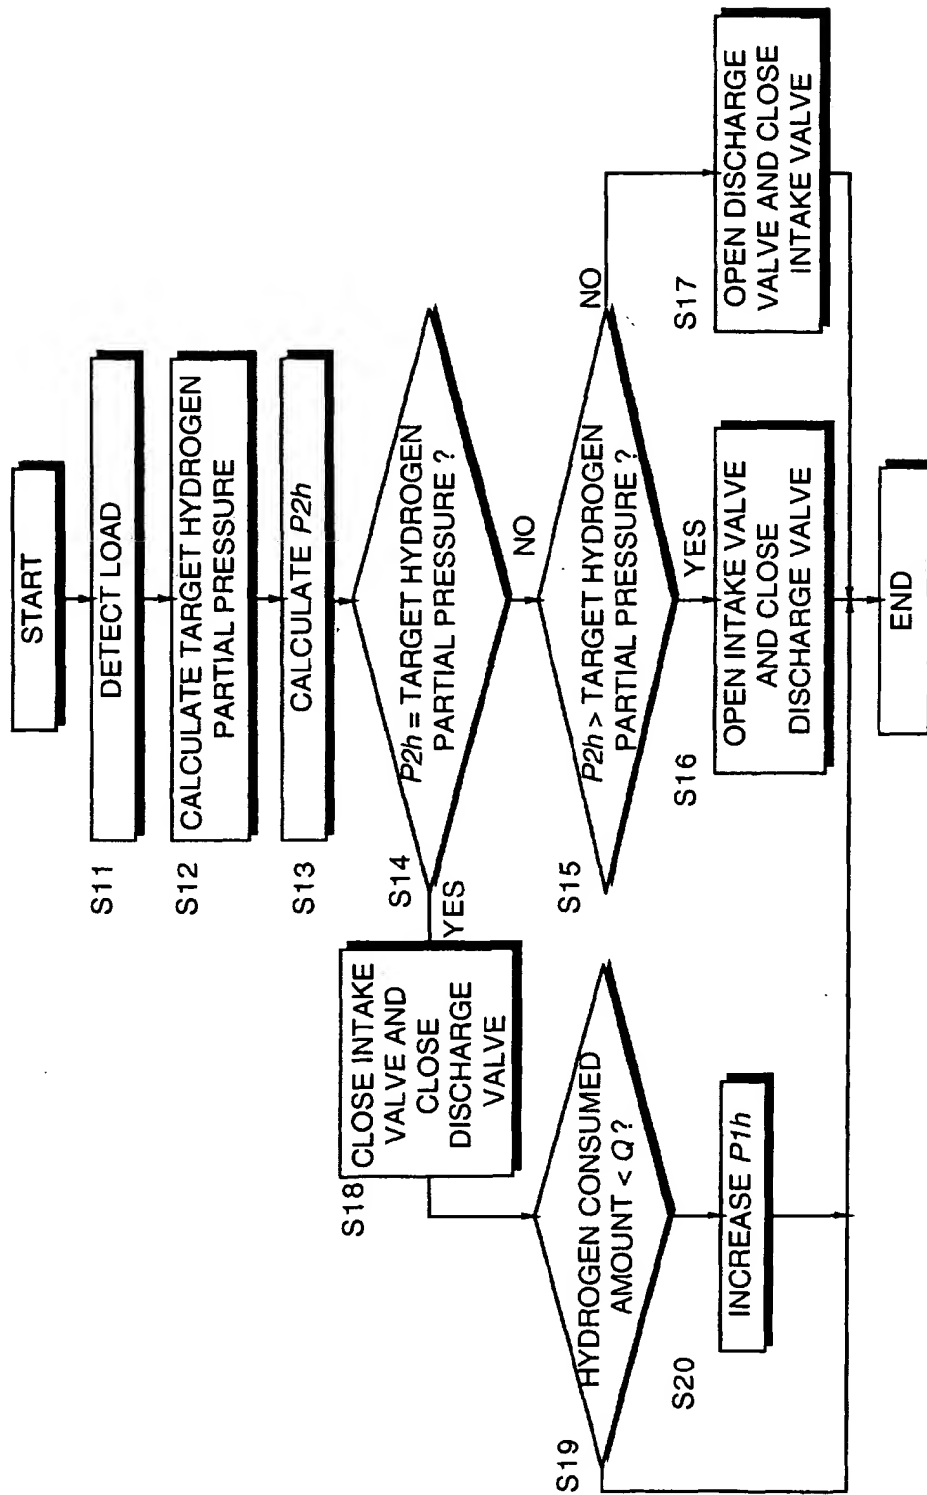 START
S11
DETECT LOAD
S12
CALCULATE TARGET HYDROGEN
PARTIAL PRESSURE
S13
CALCULATE P2h
S14
P2h = TARGET HYDROGEN
PARTIAL PRESSURE ?
YES
NO
S18
CLOSE INTAKE
VALVE AND
CLOSE
DISCHARGE
VALVE
S15
P2h > TARGET HYDROGEN
PARTIAL PRESSURE ?
NO
YES
S19
HYDROGEN CONSUMED
AMOUNT < Q?
S20
INCREASE P1h
S16
OPEN INTAKE VALVE
AND CLOSE
DISCHARGE VALVE
S17
OPEN DISCHARGE
VALVE AND CLOSE
INTAKE VALVE
END